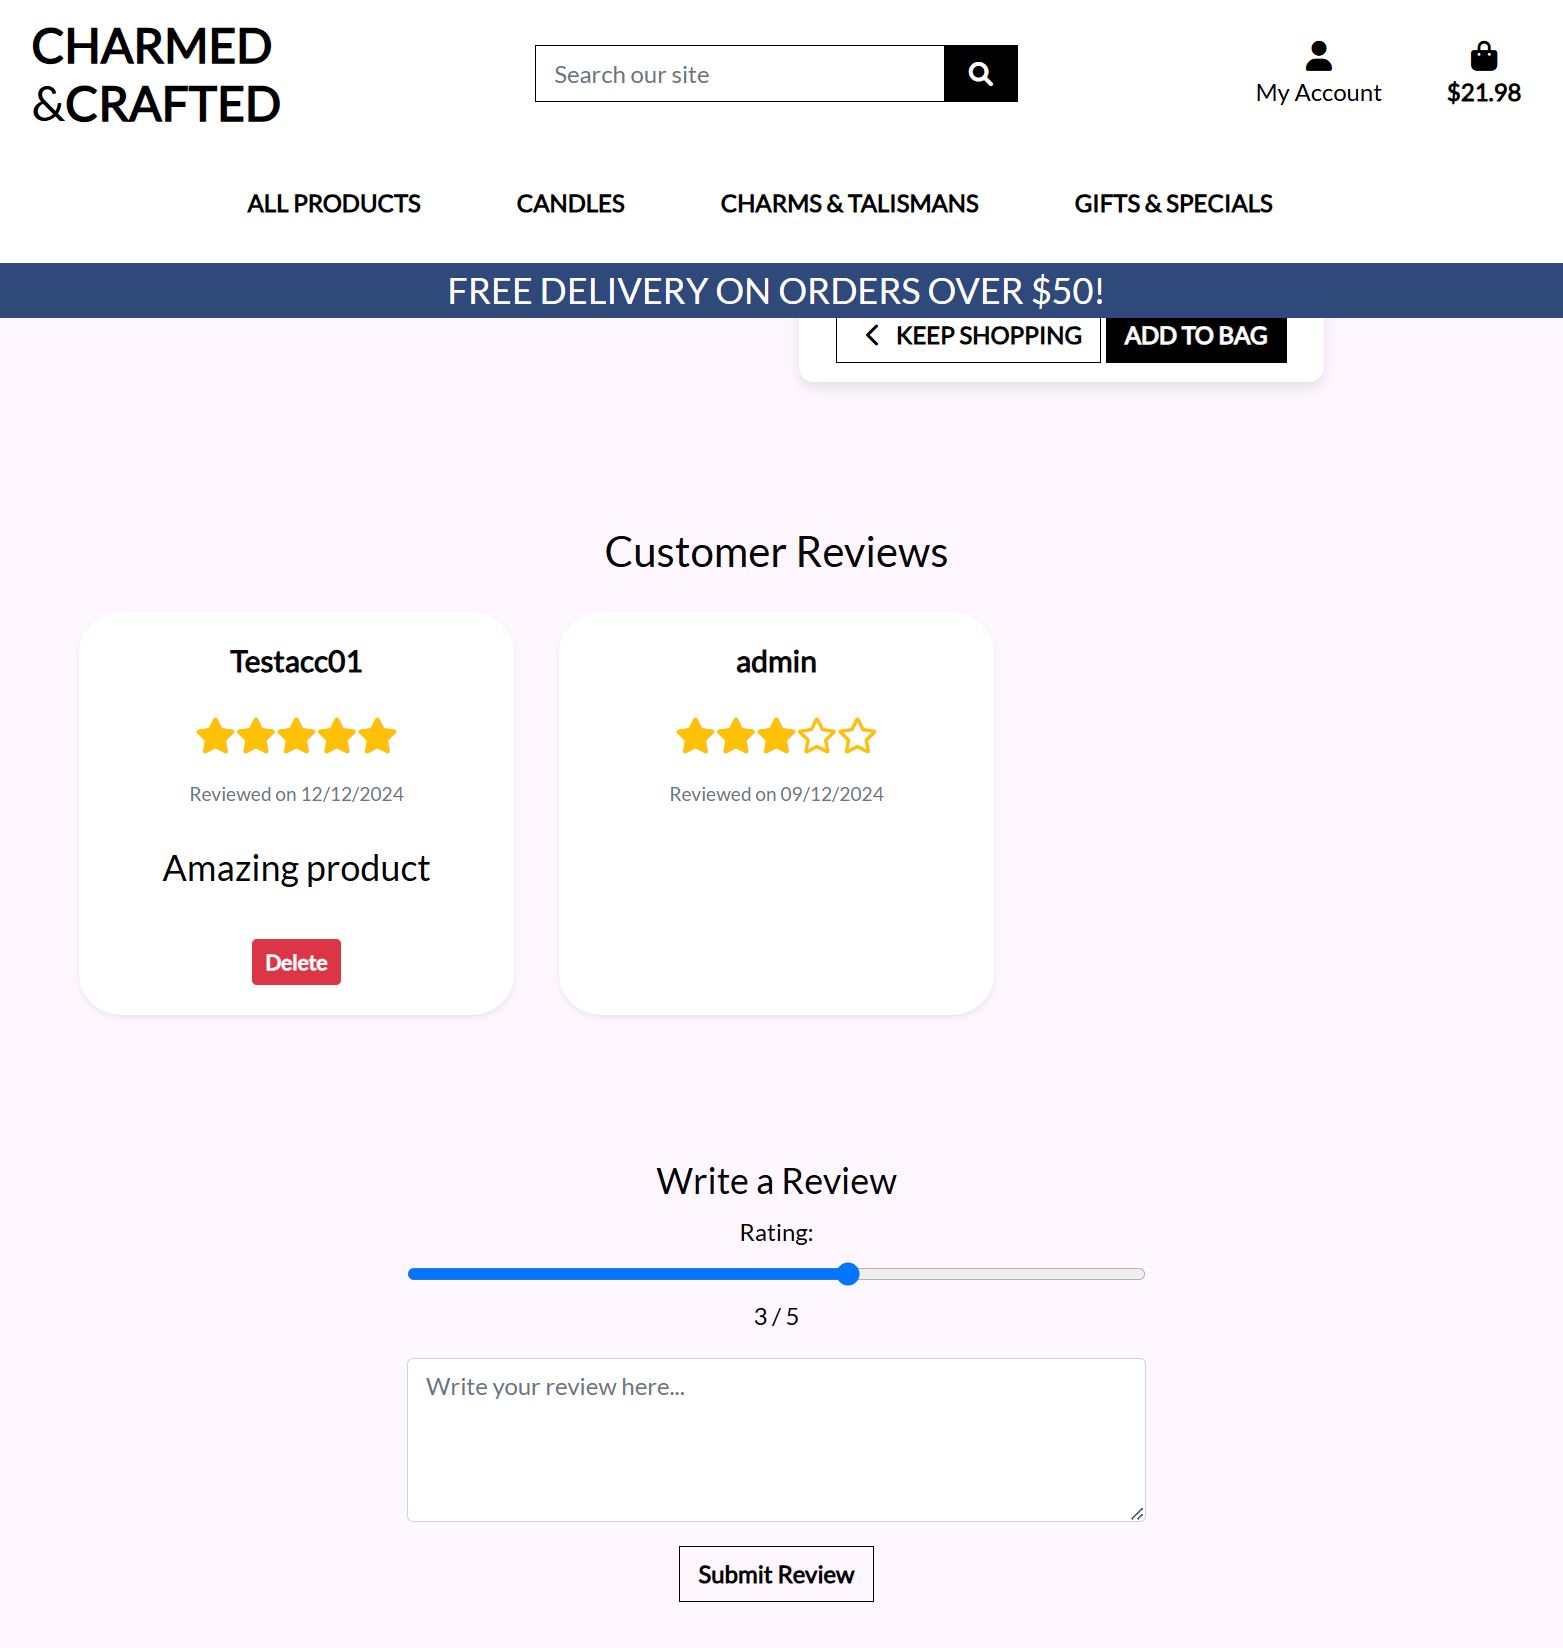 CHARMED
&CRAFTED
Search our site
My Account
$21.98
ALL PRODUCTS
CANDLES
CHARMS & TALISMANS
GIFTS & SPECIALS
FREE DELIVERY ON ORDERS OVER $50!
KEEP SHOPPING
ADD TO BAG
Customer Reviews
Testacc01
Reviewed on 12/12/2024
Amazing product
Delete
admin
Reviewed on 09/12/2024
Write a Review
Rating:
3 / 5
Write your review here...
Submit Review